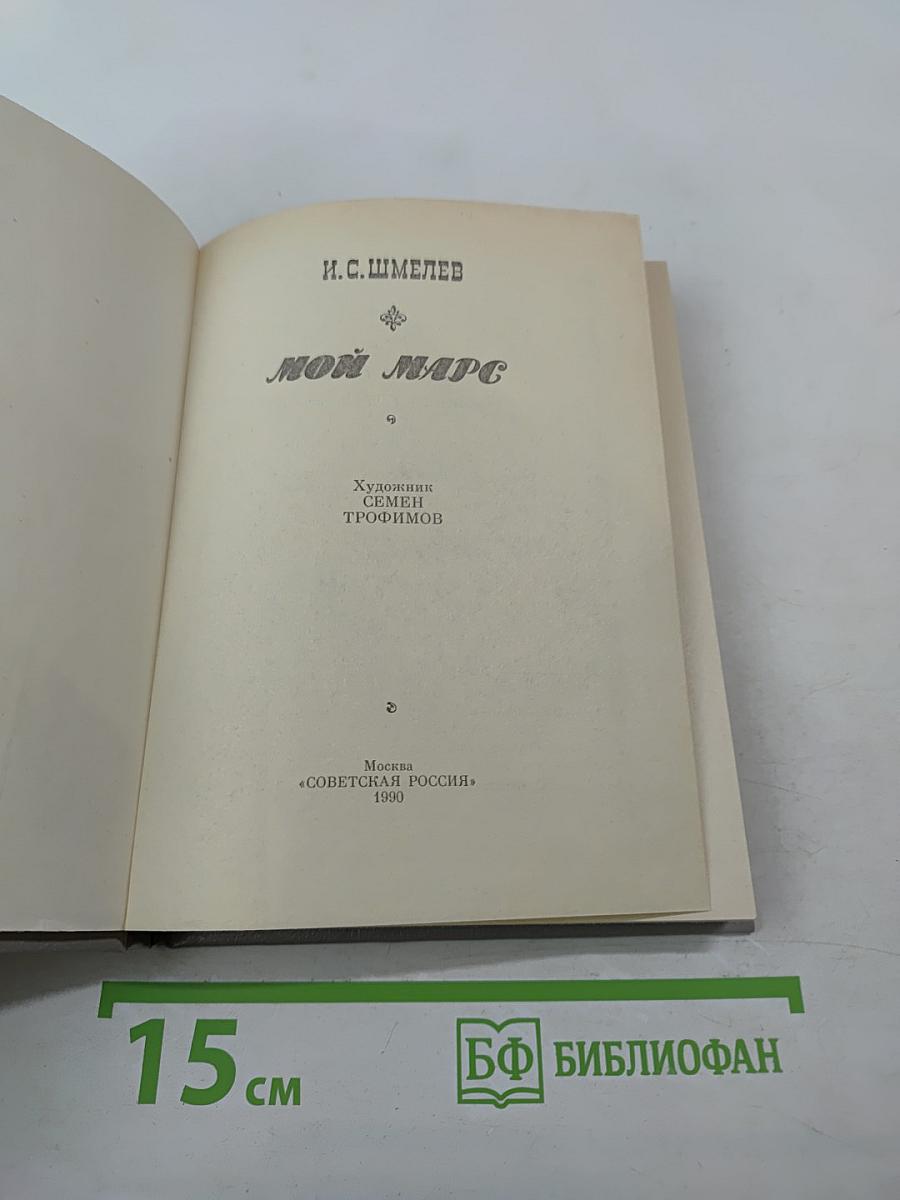 И. С. ШМЕЛЕВ
МОЙ МАРС
Художник
СЕМЕН
ТРОФИМОВ
Москва
«СОВЕТСКАЯ РОССИЯ»
1990
15 см
БФ БИБЛИОФАН